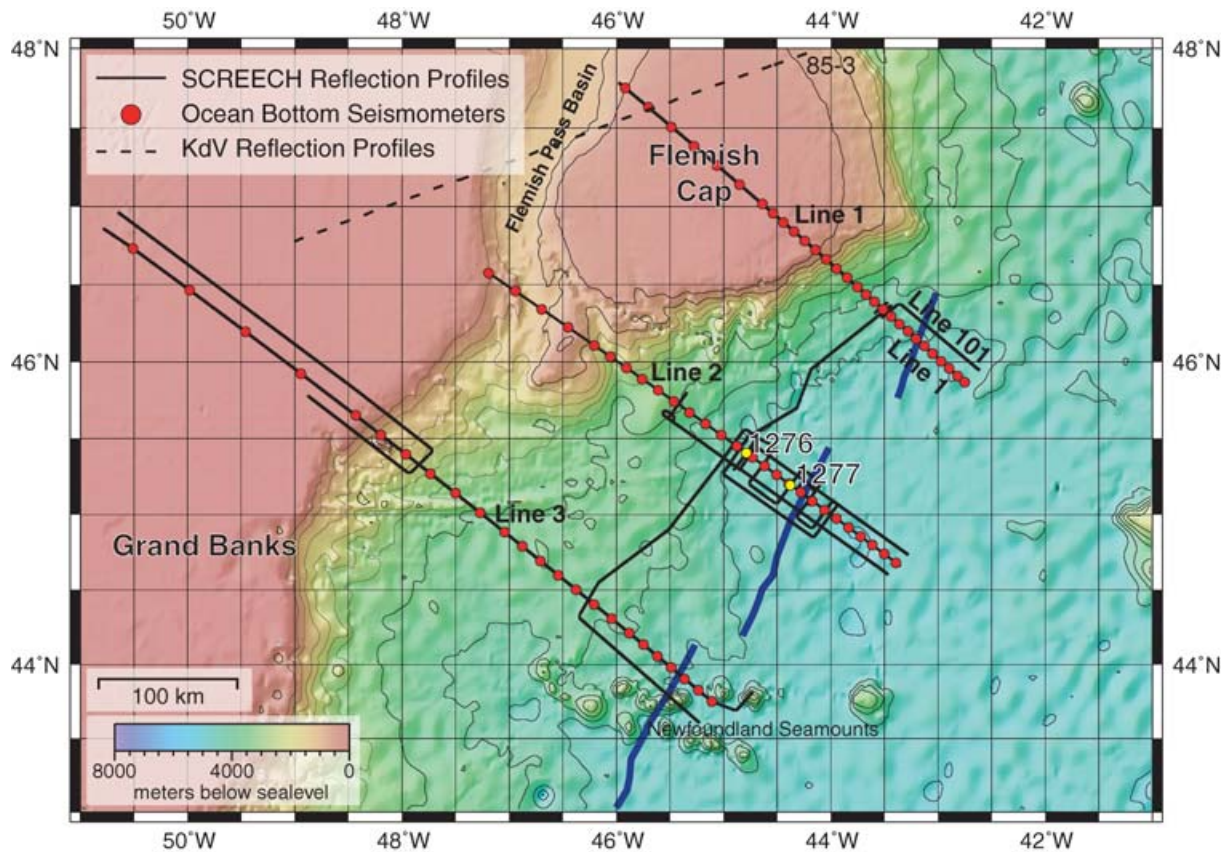 50˚W 48˚W 46˚W 44˚W 42˚W
48˚N 48˚N
SCREECH Reflection Profiles
Ocean Bottom Seismometers
KdV Reflection Profiles
85-3
Flemish Pass Basin
Flemish
Cap
Line 1
Line 101
Line 1
46˚N 46˚N
Line 2
1276
1277
Line 3
Grand Banks
44˚N 44˚N
100 km
Newfoundland Seamounts
8000 4000 0
meters below sealevel
50˚W 48˚W 46˚W 44˚W 42˚W